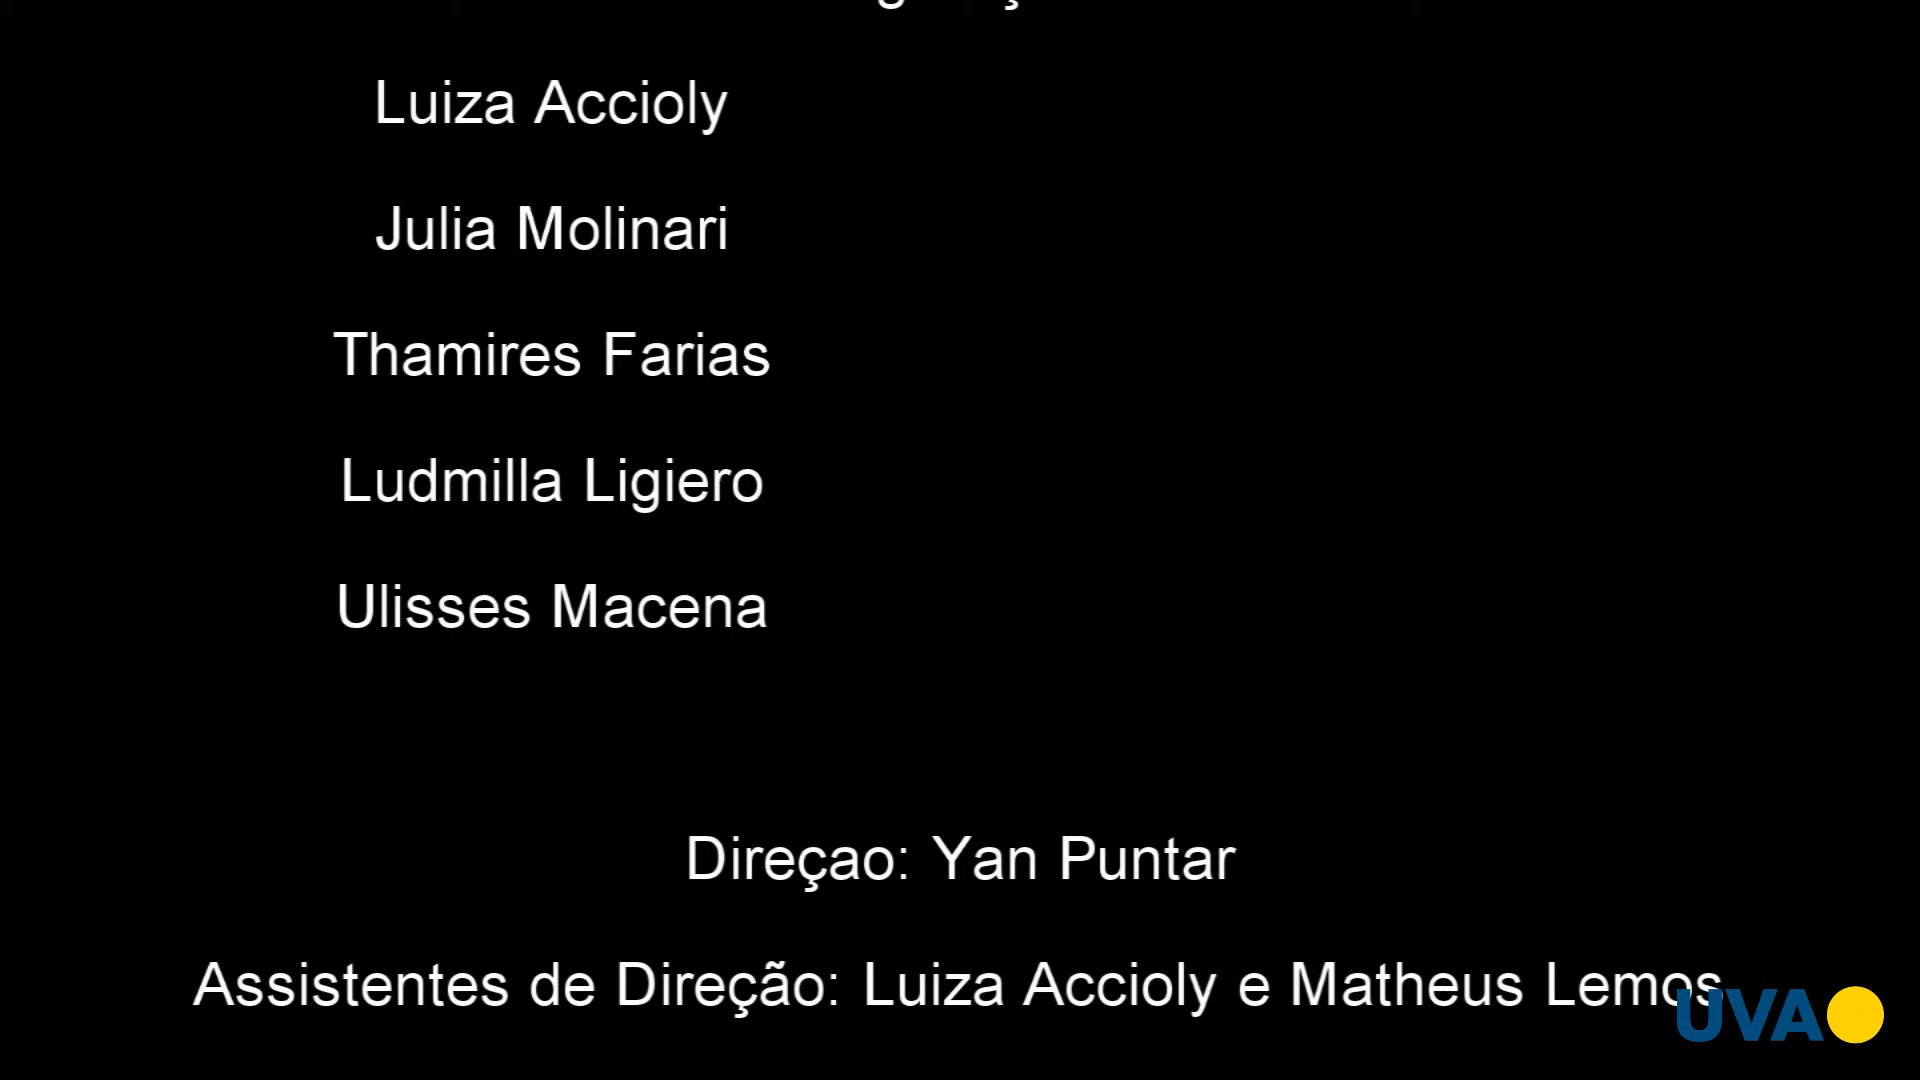 Luiza Accioly
Julia Molinari
Thamires Farias
Ludmilla Ligiero
Ulisses Macena
Direçao: Yan Puntar
Assistentes de Direção: Luiza Accioly e Matheus Lemos
UVA